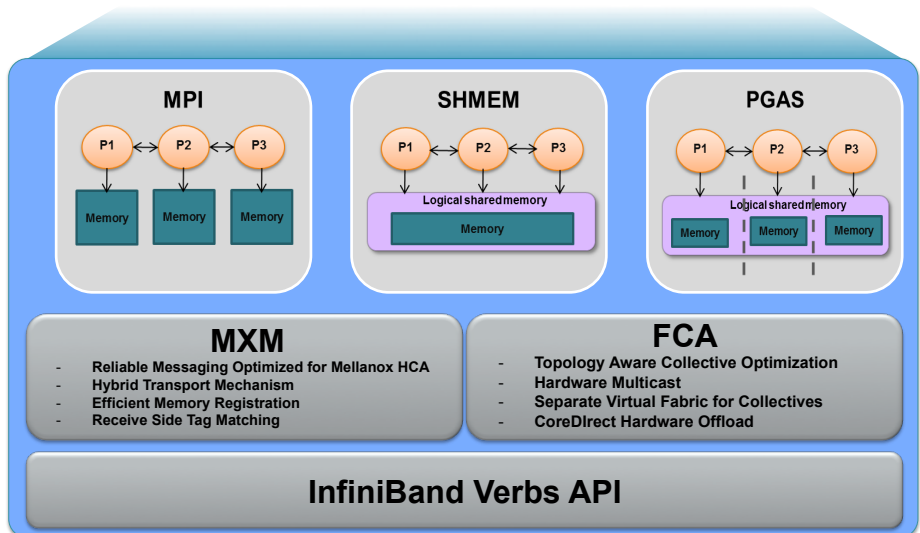 MPI
P1
P2
P3
Memory
Memory
Memory
SHMEM
P1
P2
P3
Logical shared memory
Memory
PGAS
P1
P2
P3
Logical shared memory
Memory
Memory
Memory
MXM
- Reliable Messaging Optimized for Mellanox HCA
- Hybrid Transport Mechanism
- Efficient Memory Registration
- Receive Side Tag Matching
FCA
- Topology Aware Collective Optimization
- Hardware Multicast
- Separate Virtual Fabric for Collectives
- CoreDIrect Hardware Offload
InfiniBand Verbs API